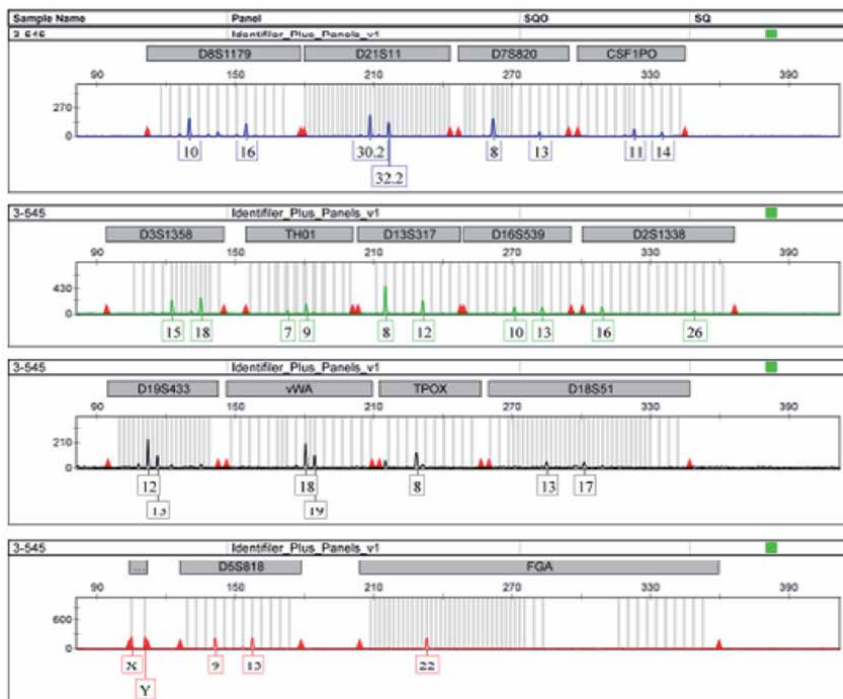 Sample Name Panel SQO SQ
3-545 Identifiler_Plus_Panels_v1
D8S1179 D21S11 D7S820 CSF1PO
90 150 210 270 330 390
270
0
10 16 30.2 8 13 11 14
32.2
3-545 Identifiler_Plus_Panels_v1
D3S1358 TH01 D13S317 D16S539 D2S1338
90 150 210 270 330 390
430
0
15 18 7 9 8 12 10 13 16 26
3-545 Identifiler_Plus_Panels_v1
D19S433 vWA TPOX D18S51
90 150 210 270 330 390
210
0
12 18 8 13 17
13 19
3-545 Identifiler_Plus_Panels_v1
D5S818 FGA
90 150 210 270 330 390
600
0
X 9 13 22
Y